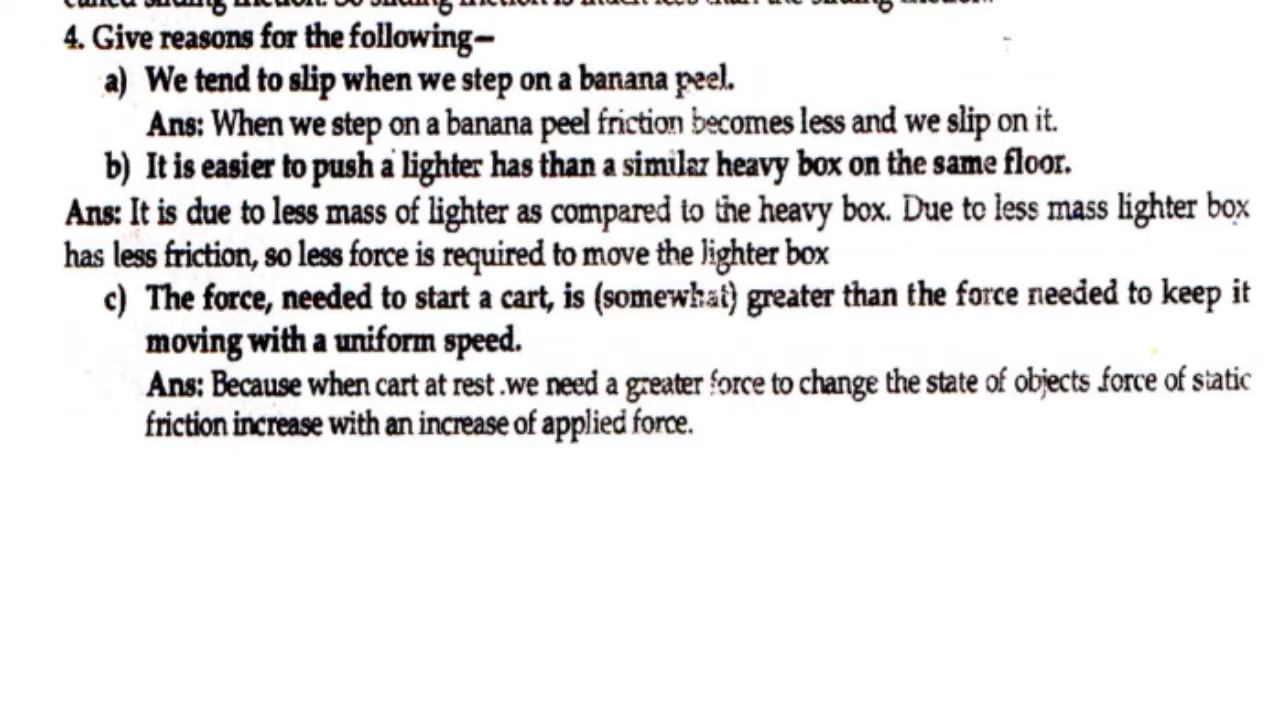 4. Give reasons for the following–
a) We tend to slip when we step on a banana peel.
Ans: When we step on a banana peel friction becomes less and we slip on it.
b) It is easier to push a lighter has than a similar heavy box on the same floor.
Ans: It is due to less mass of lighter as compared to the heavy box. Due to less mass lighter box
has less friction, so less force is required to move the lighter box
c) The force, needed to start a cart, is (somewhat) greater than the force needed to keep it
moving with a uniform speed.
Ans: Because when cart at rest .we need a greater force to change the state of objects .force of static
friction increase with an increase of applied force.